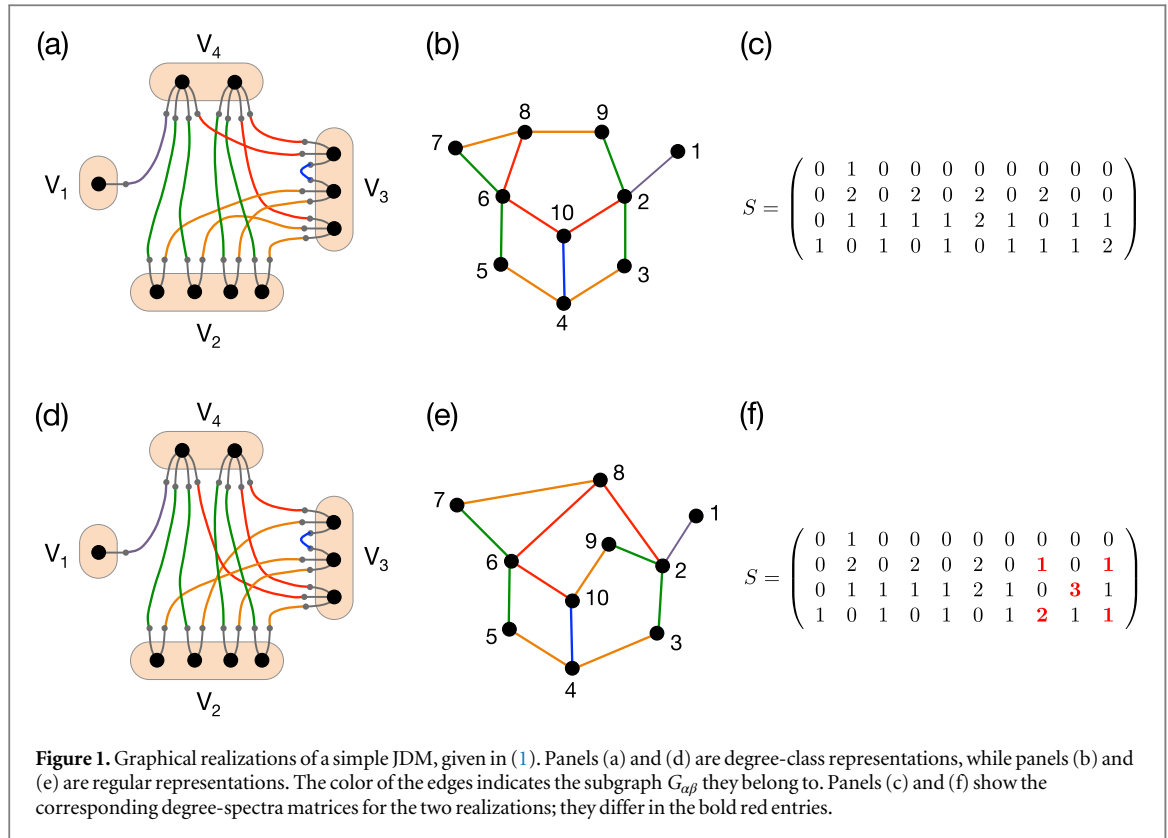 (a)
V4
V1
V3
V2
(b)
8
9
7
1
6
10
2
5
3
4
(c)
S = ( 0 1 0 0 0 0 0 0 0 0
0 2 0 2 0 2 0 2 0 0
0 1 1 1 1 2 1 0 1 1
1 0 1 0 1 0 1 1 1 2 )
(d)
V4
V1
V3
V2
(e)
8
7
1
9
6
2
10
5
3
4
(f)
S = ( 0 1 0 0 0 0 0 0 0 0
0 2 0 2 0 2 0 1 0 1
0 1 1 1 1 2 1 0 3 1
1 0 1 0 1 0 1 2 1 1 )
Figure 1. Graphical realizations of a simple JDM, given in (1). Panels (a) and (d) are degree-class representations, while panels (b) and
(e) are regular representations. The color of the edges indicates the subgraph Gαβ they belong to. Panels (c) and (f) show the
corresponding degree-spectra matrices for the two realizations; they differ in the bold red entries.